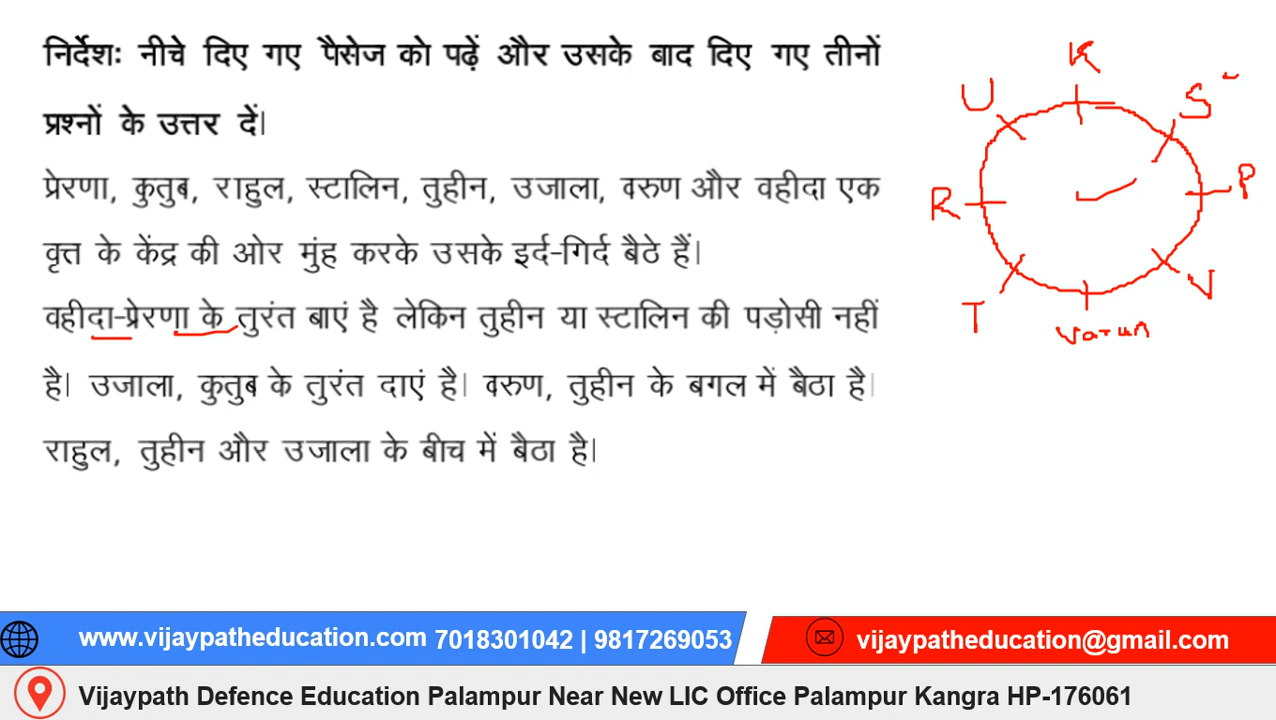 निर्देशः नीचे दिए गए पैसेज को पढ़ें और उसके बाद दिए गए तीनों
प्रश्नों के उत्तर दें।
प्रेरणा, कुतुब, राहुल, स्टालिन, तुहीन, उजाला, वरुण और वहीदा एक
वृत्त के केंद्र की ओर मुंह करके उसके इर्द-गिर्द बैठे हैं।
वहीदा-प्रेरणा के तुरंत बाएं है लेकिन तुहीन या स्टालिन की पड़ोसी नहीं
है। उजाला, कुतुब के तुरंत दाएं है। वरुण, तुहीन के बगल में बैठा है।
राहुल, तुहीन और उजाला के बीच में बैठा है।
K
U
S
R
P
T
V
Varun
www.vijaypatheducation.com 7018301042 | 9817269053
vijaypatheducation@gmail.com
Vijaypath Defence Education Palampur Near New LIC Office Palampur Kangra HP-176061